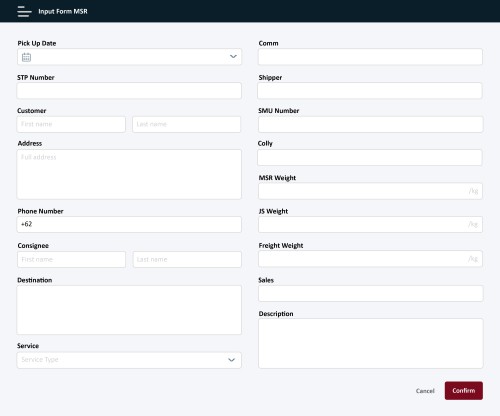 Input Form MSR
Pick Up Date
STP Number
Customer
First name
Last name
Address
Full address
Phone Number
+62
Consignee
First name
Last name
Destination
Service
Service Type
Comm
Shipper
SMU Number
Colly
MSR Weight
/kg
JS Weight
/kg
Freight Weight
/kg
Sales
Description
Cancel
Confirm